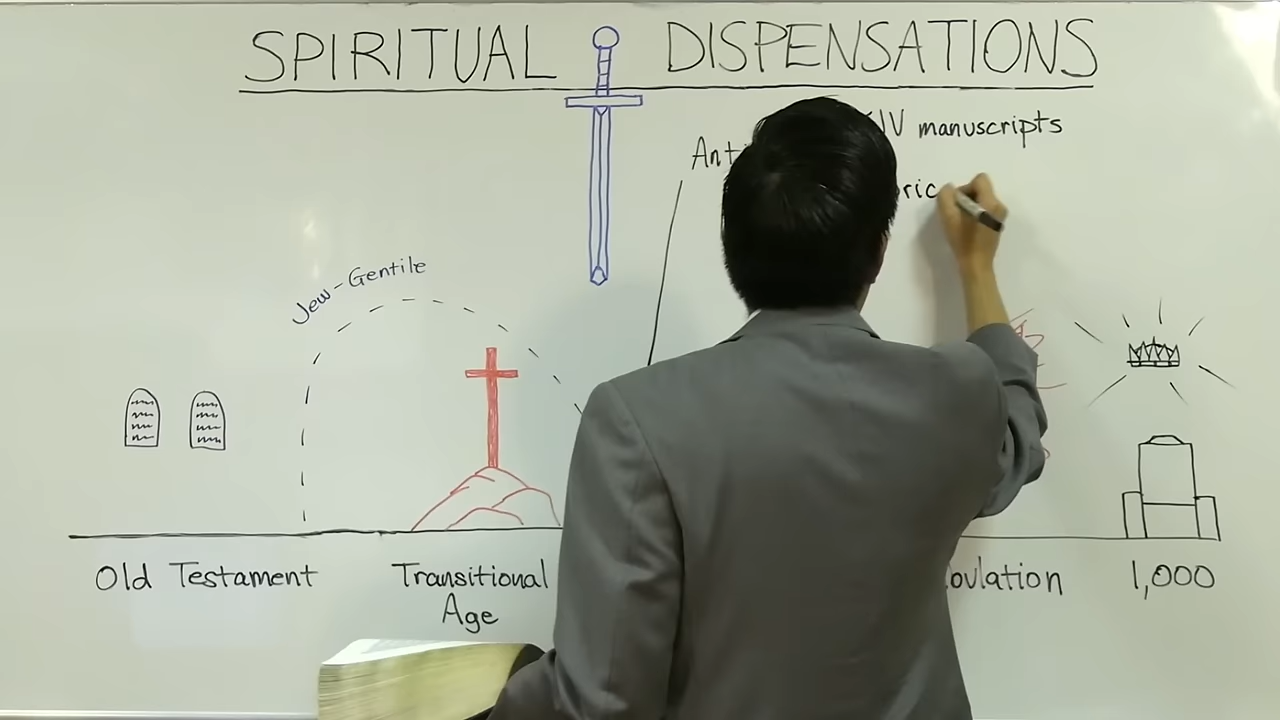 SPIRITUAL DISPENSATIONS
manuscripts
Jew-Gentile
Old Testament
Transitional
Age
1,000